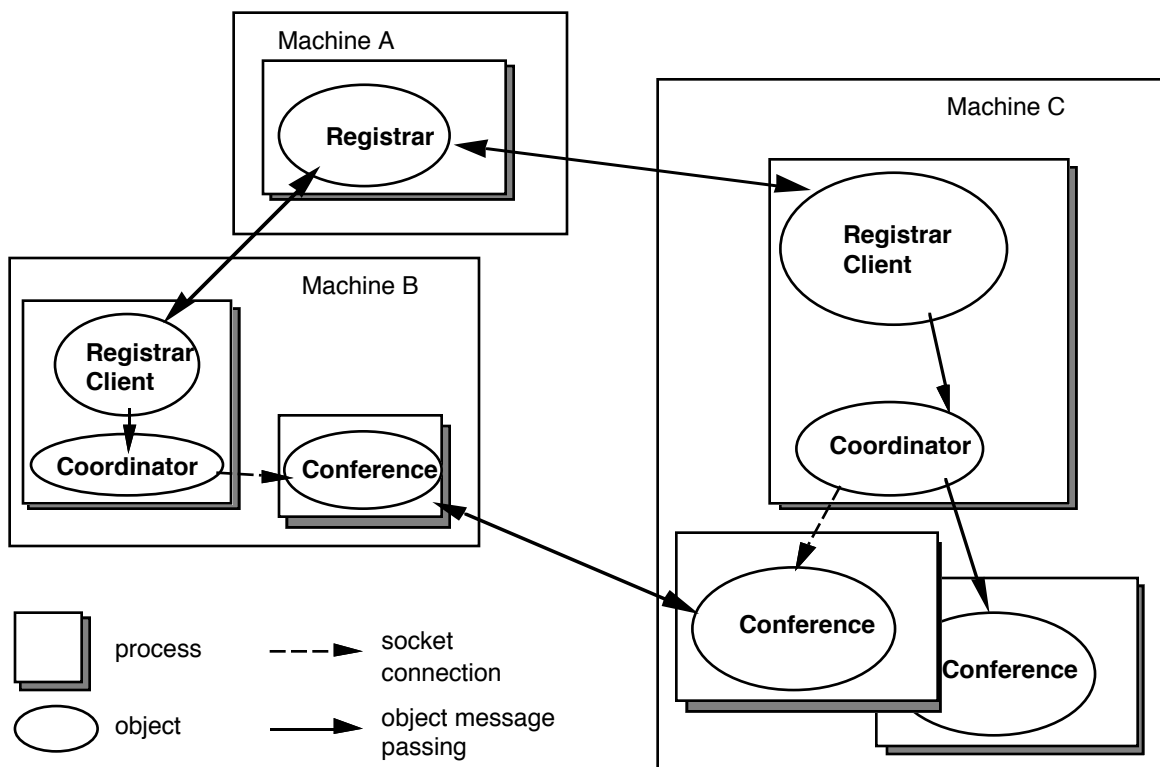 Machine A
Registrar
Machine C
Registrar
Client
Machine B
Registrar
Client
Coordinator
Conference
Coordinator
Conference
Conference
process
socket
connection
object
object message
passing